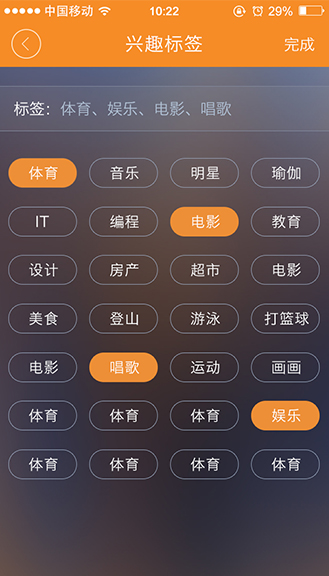 中国移动 10:22 29%
兴趣标签 完成
标签：体育、娱乐、电影、唱歌
体育 音乐 明星 瑜伽
IT 编程 电影 教育
设计 房产 超市 电影
美食 登山 游泳 打篮球
电影 唱歌 运动 画画
体育 体育 体育 娱乐
体育 体育 体育 体育